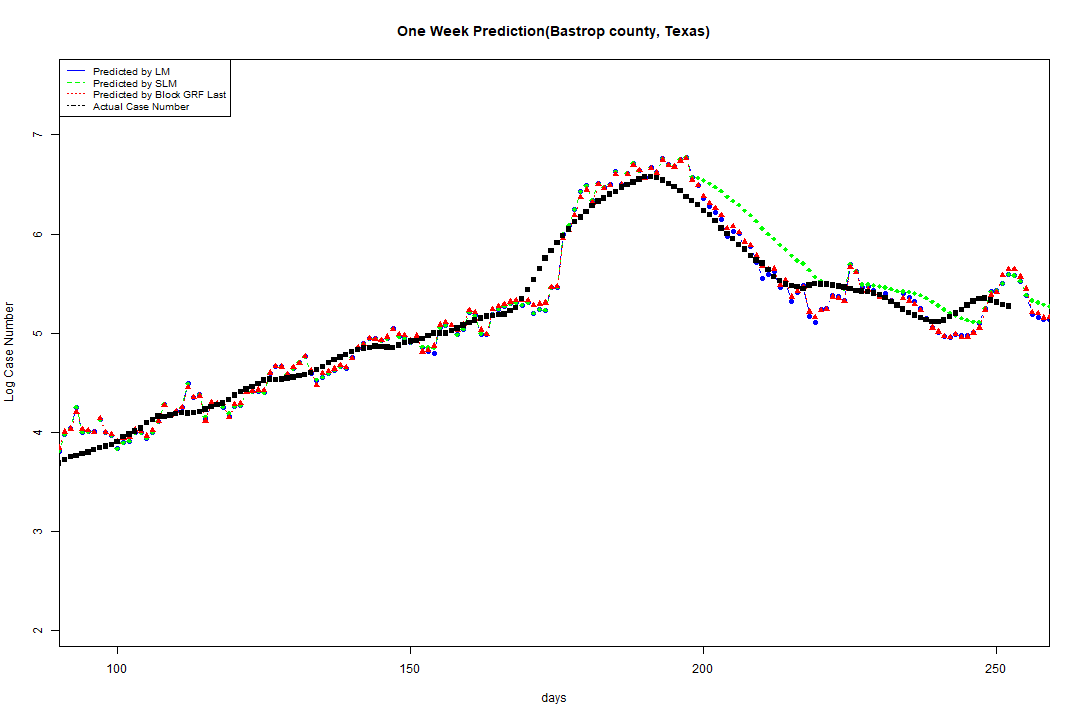 One Week Prediction(Bastrop county, Texas)
Predicted by LM
Predicted by SLM
Predicted by Block GRF Last
Actual Case Number
7
6
5
4
3
2
Log Case Number
100 150 200 250
days